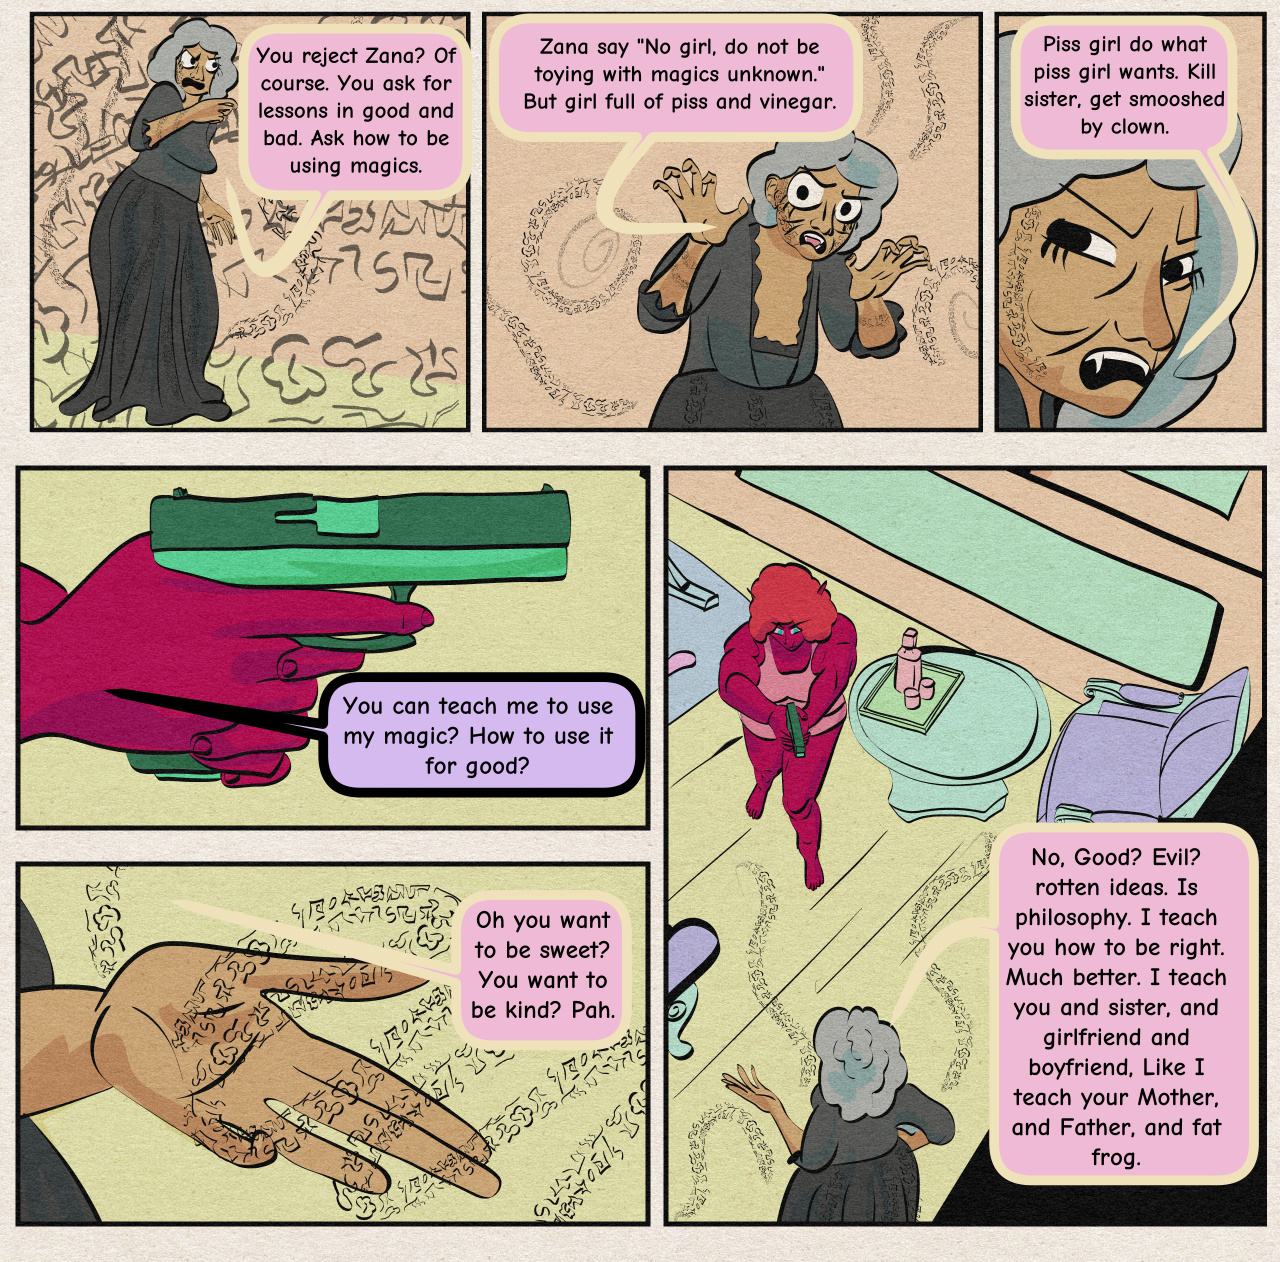 You reject Zana? Of
course. You ask for
lessons in good and
bad. Ask how to be
using magics.
Zana say "No girl, do not be
toying with magics unknown."
But girl full of piss and vinegar.
Piss girl do what
piss girl wants. Kill
sister, get smooshed
by clown.
You can teach me to use
my magic? How to use it
for good?
Oh you want
to be sweet?
You want to
be kind? Pah.
No, Good? Evil?
rotten ideas. Is
philosophy. I teach
you how to be right.
Much better. I teach
you and sister, and
girlfriend and
boyfriend, Like I
teach your Mother,
and Father, and fat
frog.